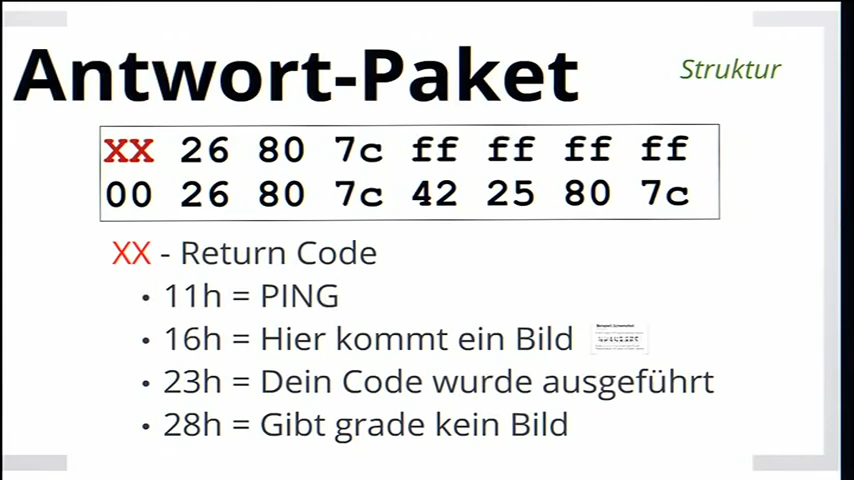 Antwort-Paket
Struktur
XX 26 80 7c ff ff ff ff
00 26 80 7c 42 25 80 7c
XX - Return Code
• 11h = PING
• 16h = Hier kommt ein Bild
• 23h = Dein Code wurde ausgeführt
• 28h = Gibt grade kein Bild